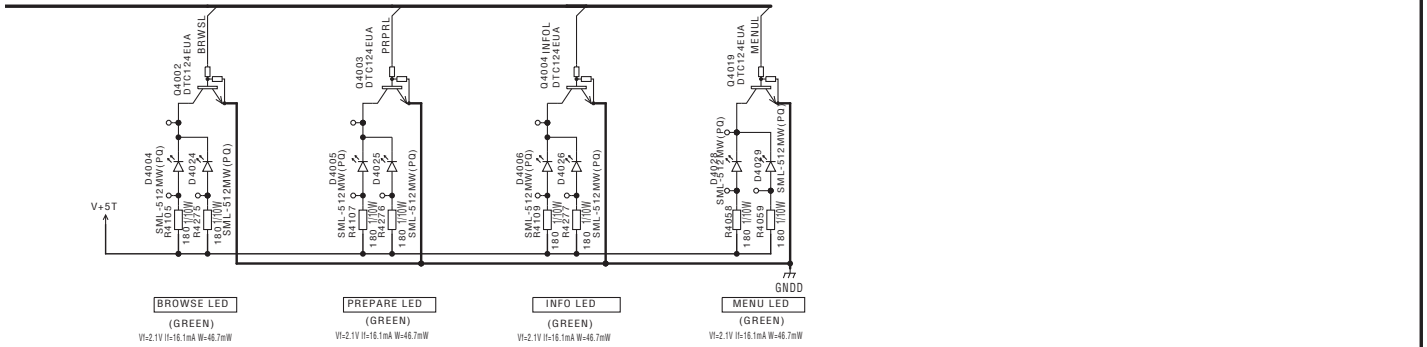 Q4002
DTC124EUA
BRWSL
Q4003
DTC124EUA
PRPRL
Q4004
DTC124EUA
INFOL
Q4019
DTC124EUA
MENUL
D4004
SML-512MW(PQ)
D4024
SML-512MW(PQ)
D4005
SML-512MW(PQ)
D4025
SML-512MW(PQ)
D4006
SML-512MW(PQ)
D4026
SML-512MW(PQ)
D4028
SML-512MW(PQ)
D4029
SML-512MW(PQ)
V+5T
R4105
180 1/10W
R4275
180 1/10W
R4107
180 1/10W
R4276
180 1/10W
R4109
180 1/10W
R4277
180 1/10W
R4058
180 1/10W
R4059
180 1/10W
GNDD
BROWSE LED
PREPARE LED
INFO LED
MENU LED
(GREEN)
(GREEN)
(GREEN)
(GREEN)
Vf=2.1V If=16.1mA W=46.7mW
Vf=2.1V If=16.1mA W=46.7mW
Vf=2.1V If=16.1mA W=46.7mW
Vf=2.1V If=16.1mA W=46.7mW